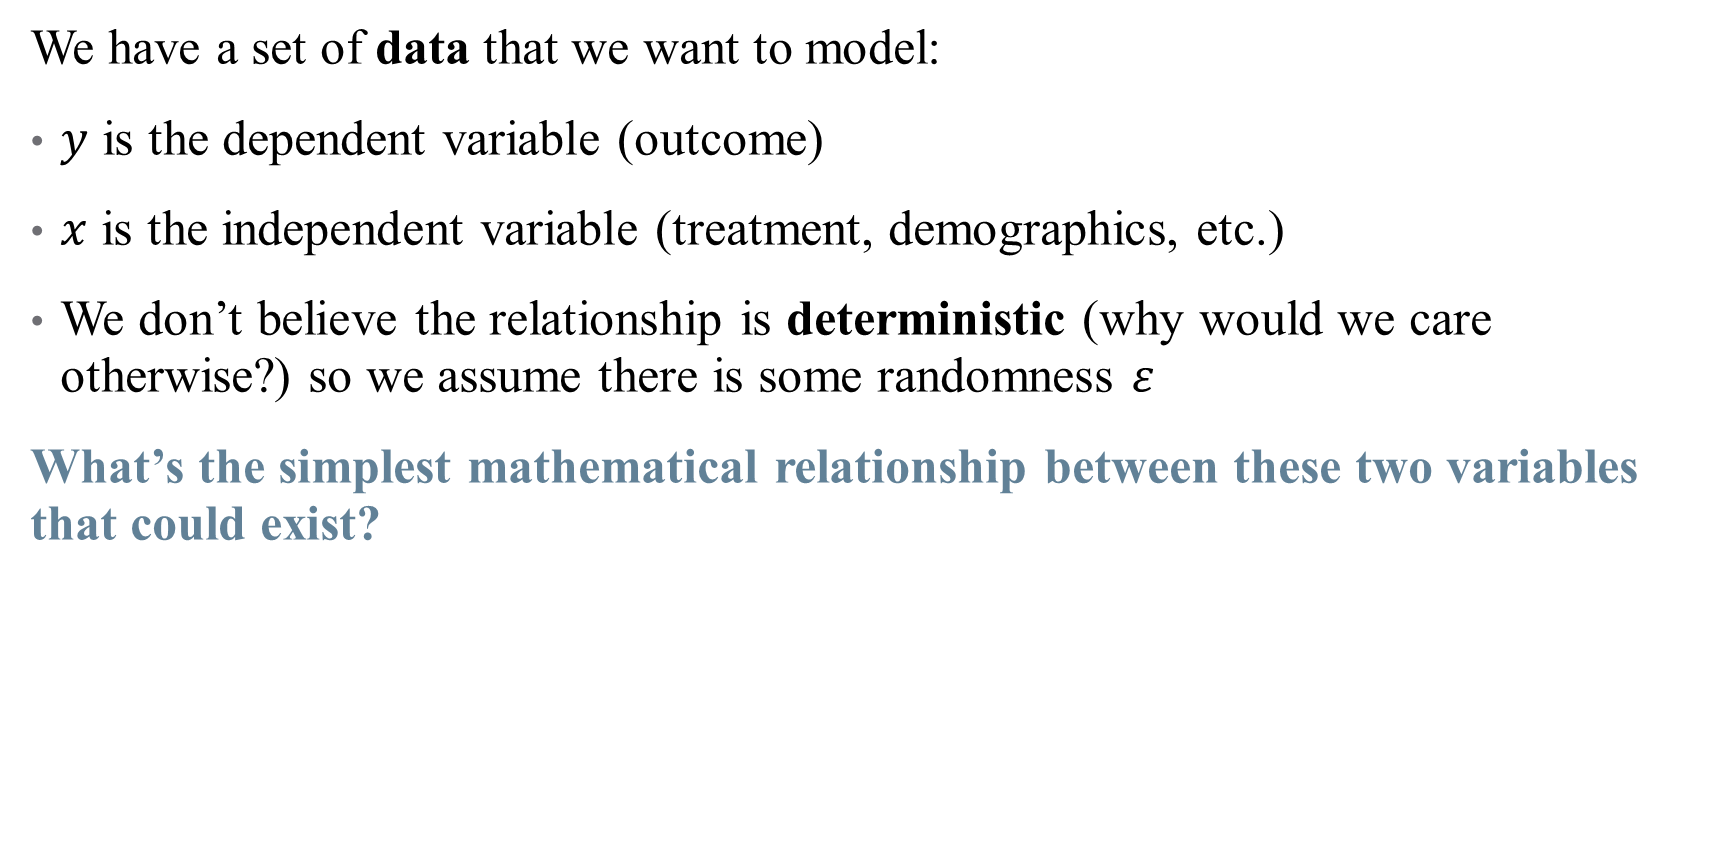 We have a set of data that we want to model:
• y is the dependent variable (outcome)
• x is the independent variable (treatment, demographics, etc.)
• We don’t believe the relationship is deterministic (why would we care
otherwise?) so we assume there is some randomness ε
What’s the simplest mathematical relationship between these two variables
that could exist?